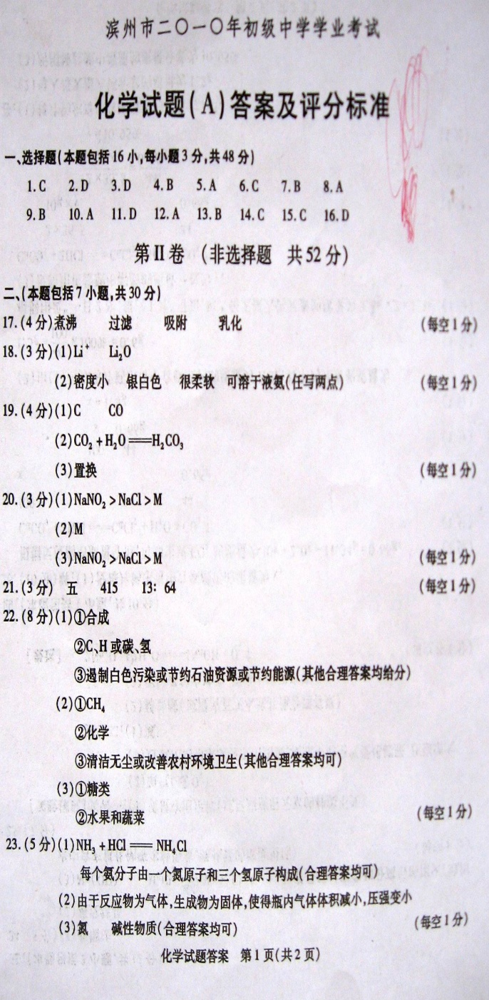 滨州市二〇一〇年初级中学学业考试
化学试题(A)答案及评分标准
一、选择题(本题包括16小,每小题3分,共48分)
1.C 2.D 3.D 4.B 5.A 6.C 7.B 8.A
9.B 10.A 11.D 12.A 13.B 14.C 15.C 16.D
第Ⅱ卷 (非选择题 共52分)
二、(本题包括7小题,共30分)
17.(4分)煮沸 过滤 吸附 乳化 (每空1分)
18.(3分)(1)Li⁺ Li₂O
(2)密度小 银白色 很柔软 可溶于液氨(任写两点) (每空1分)
19.(4分)(1)C CO
(2)CO₂+H₂O══H₂CO₃
(3)置换 (每空1分)
20.(3分)(1)NaNO₂>NaCl>M
(2)M
(3)NaNO₂>NaCl>M (每空1分)
21.(3分) 五 415 13:64 (每空1分)
22.(8分)(1)①合成
②C、H或碳、氢
③遏制白色污染或节约石油资源或节约能源(其他合理答案均给分)
(2)①CH₄
②化学
③清洁无尘或改善农村环境卫生(其他合理答案均可)
(3)①糖类
②水果和蔬菜 (每空1分)
23.(5分)(1)NH₃+HCl══NH₄Cl
每个氨分子由一个氮原子和三个氢原子构成(合理答案均可)
(2)由于反应物为气体,生成物为固体,使得瓶内气体体积减小,压强变小
(3)氮 碱性物质(合理答案均可) (每空1分)
化学试题答案 第1页(共2页)